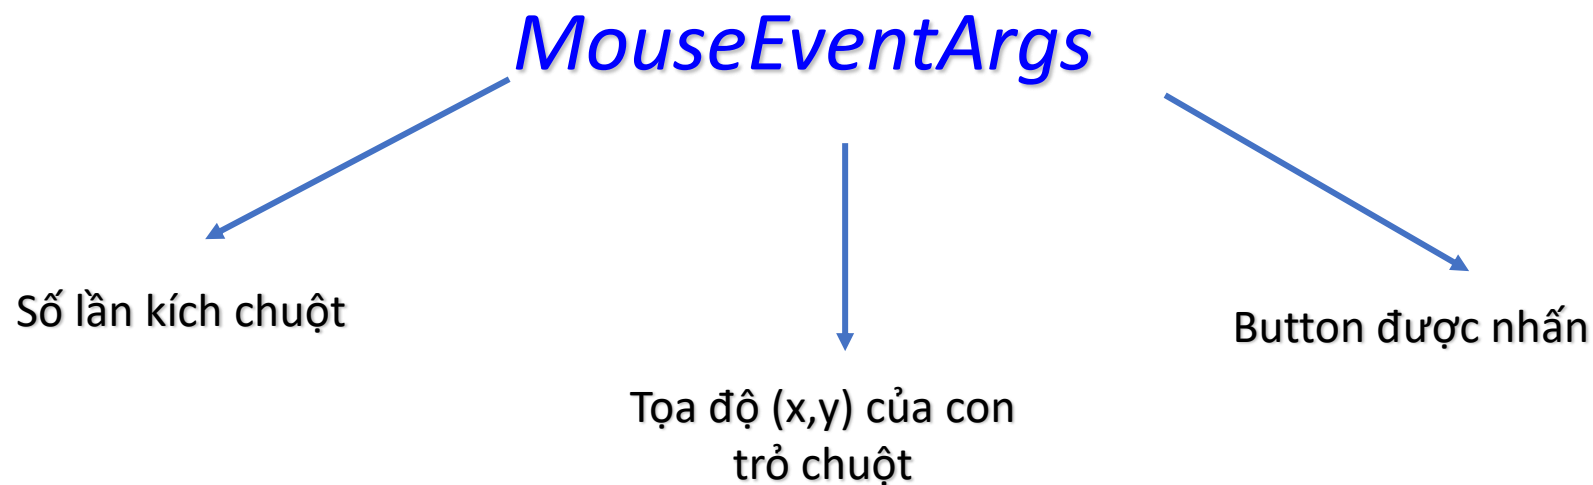 MouseEventArgs
Số lần kích chuột
Button được nhấn
Tọa độ (x,y) của con
trỏ chuột